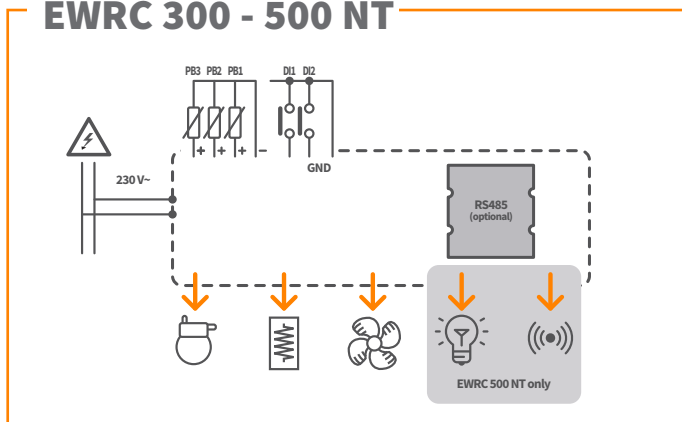 EWRC 300 - 500 NT
PB3 PB2 PB1
DI1 DI2
+ + + -
GND
230 V~
RS485
(optional)
EWRC 500 NT only